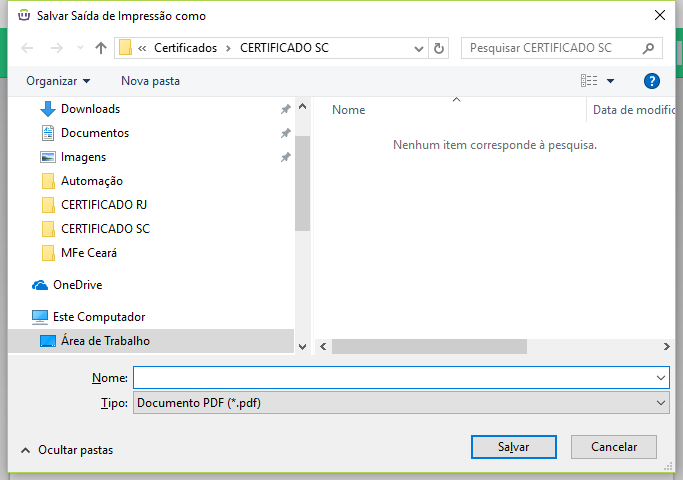 Salvar Saída de Impressão como
« Certificados › CERTIFICADO SC
Pesquisar CERTIFICADO SC
Organizar
Nova pasta
?
Downloads
Documentos
Imagens
Automação
CERTIFICADO RJ
CERTIFICADO SC
MFe Ceará
OneDrive
Este Computador
Área de Trabalho
Nome
Data de modific
Nenhum item corresponde à pesquisa.
Nome:
Tipo: Documento PDF (*.pdf)
Ocultar pastas
Salvar
Cancelar